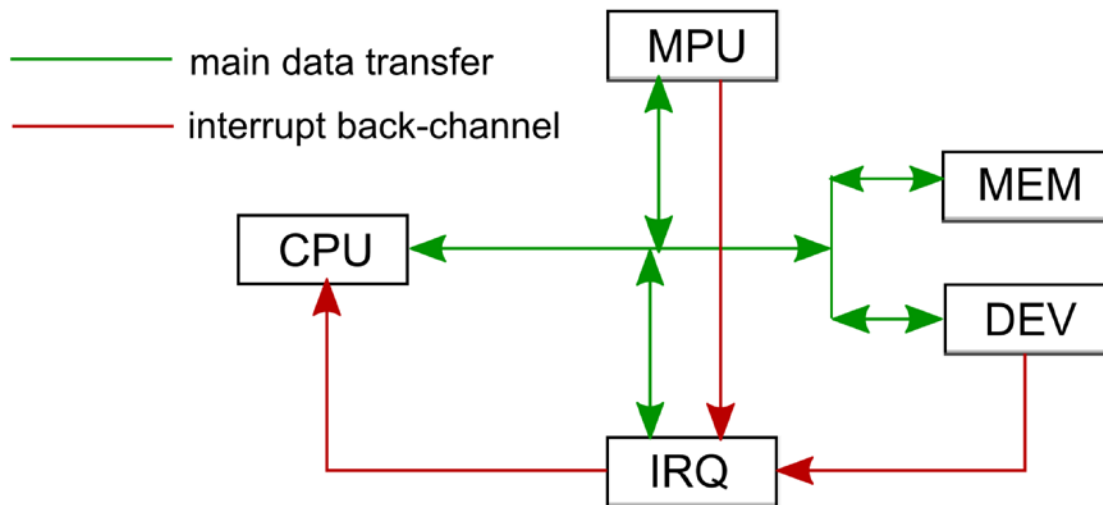 MPU
main data transfer
interrupt back-channel
MEM
CPU
DEV
IRQ